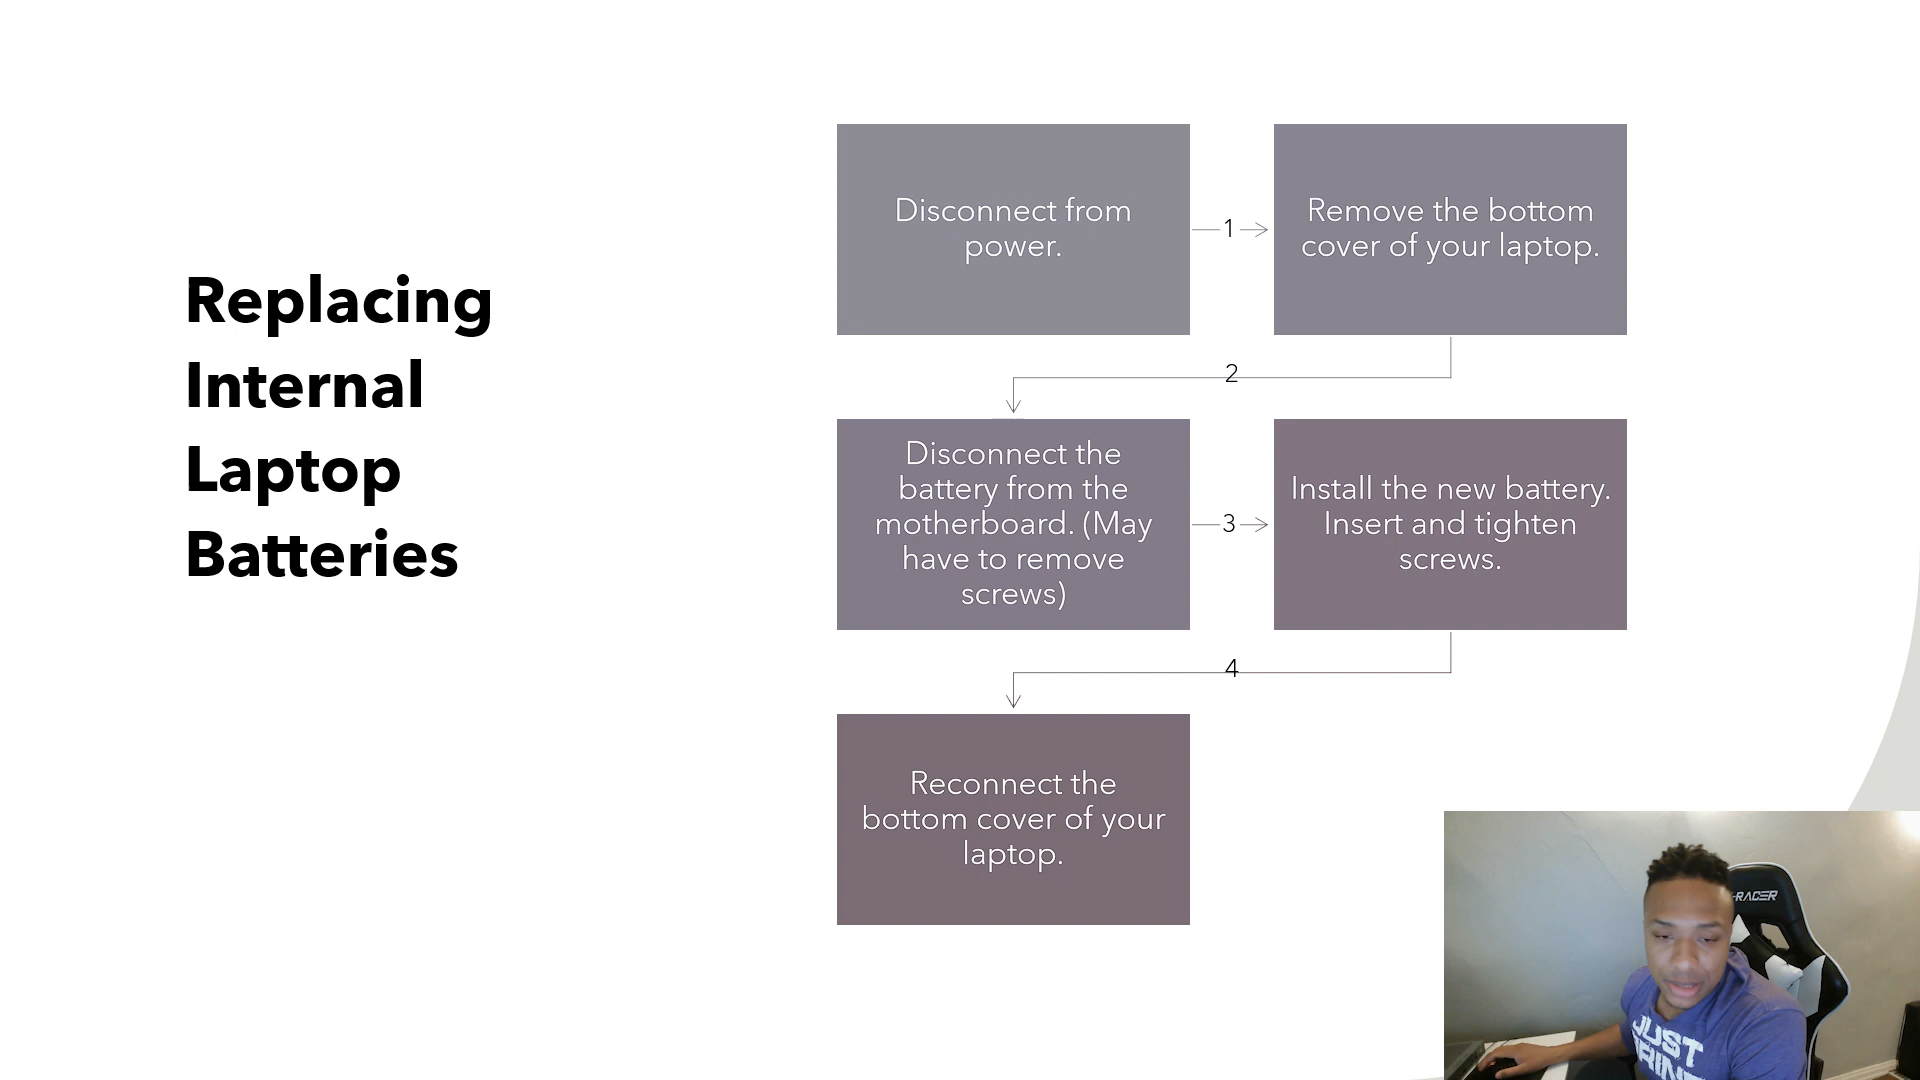 Replacing
Internal
Laptop
Batteries
Disconnect from
power.
1
Remove the bottom
cover of your laptop.
2
Disconnect the
battery from the
motherboard. (May
have to remove
screws)
3
Install the new battery.
Insert and tighten
screws.
4
Reconnect the
bottom cover of your
laptop.
-RACER
JUST